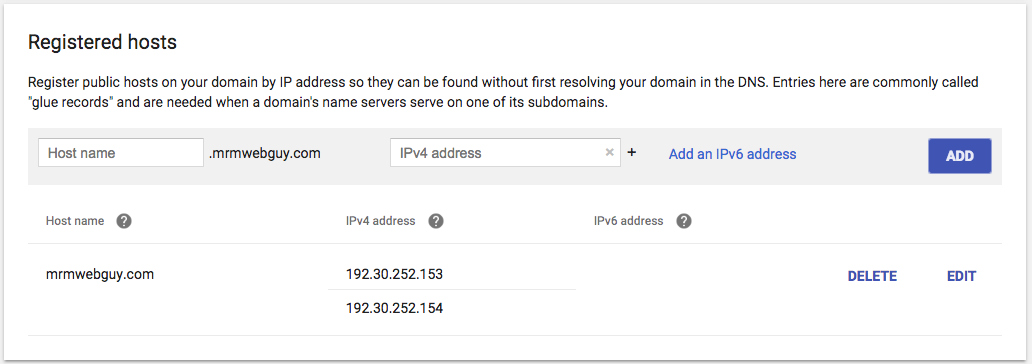 Registered hosts
Register public hosts on your domain by IP address so they can be found without first resolving your domain in the DNS. Entries here are commonly called
"glue records" and are needed when a domain's name servers serve on one of its subdomains.
Host name .mrmwebguy.com IPv4 address × + Add an IPv6 address ADD
Host name ? IPv4 address ? IPv6 address ?
mrmwebguy.com 192.30.252.153 DELETE EDIT
192.30.252.154